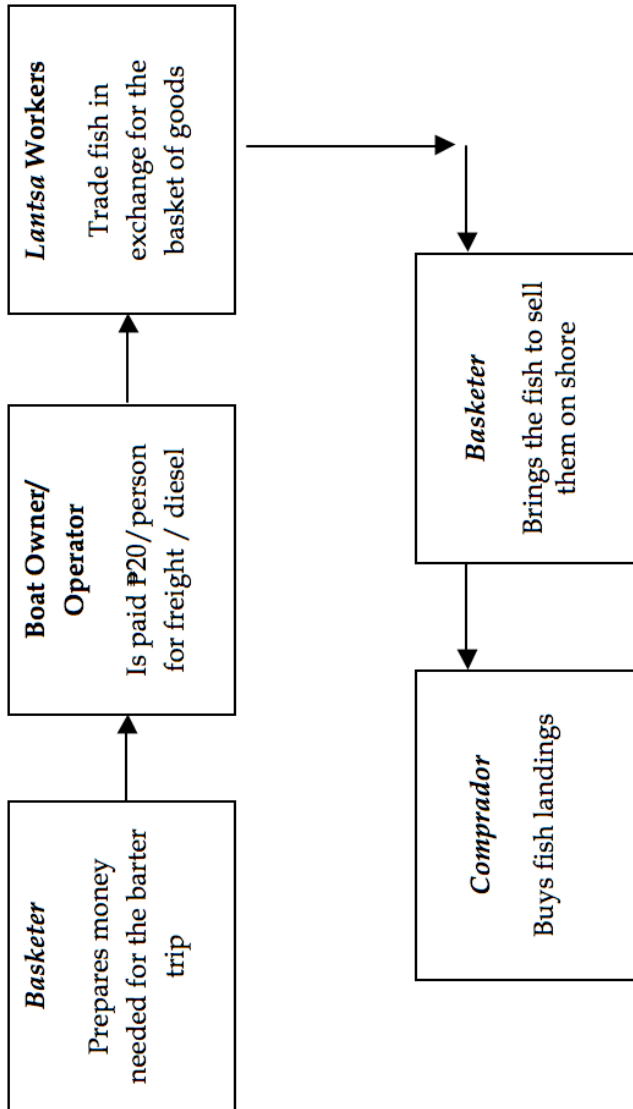 Basketer
Prepares money
needed for the barter
trip
Boat Owner/
Operator
Is paid ₱20/person
for freight / diesel
Lantsa Workers
Trade fish in
exchange for the
basket of goods
Basketer
Brings the fish to sell
them on shore
Comprador
Buys fish landings